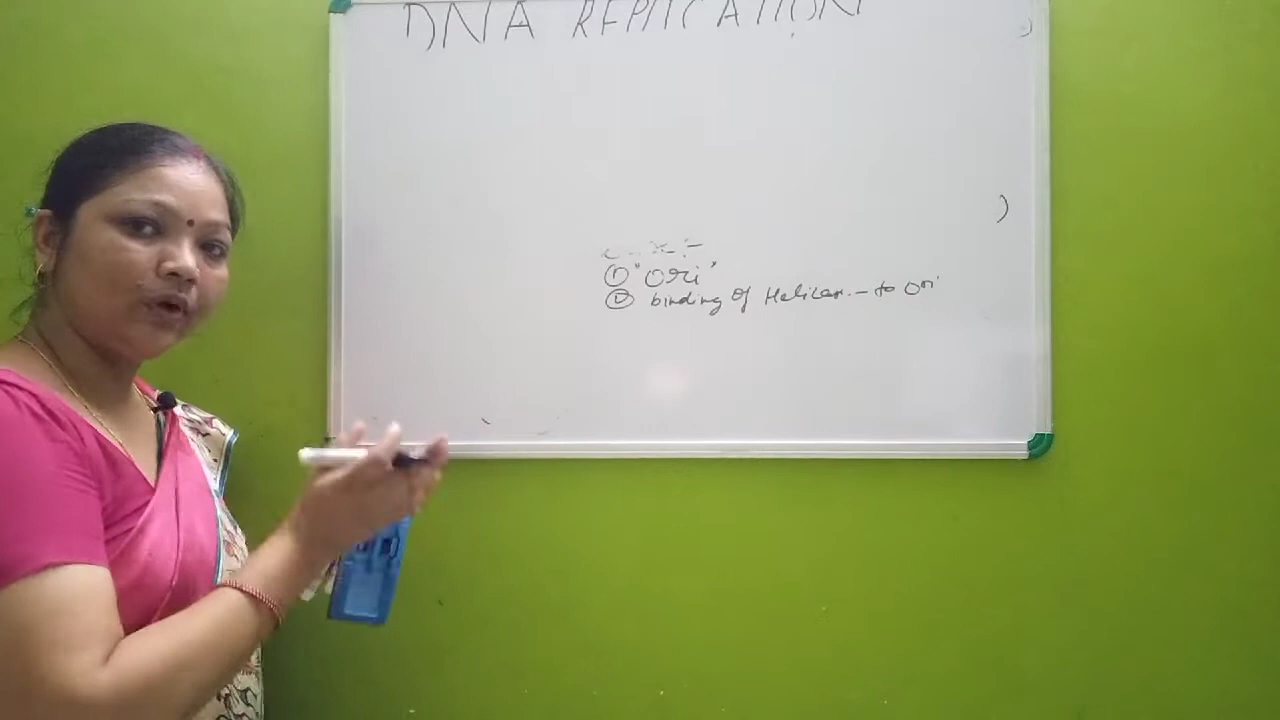 DNA REPLICATION
① "Ori"
② binding of Helicase - to Ori